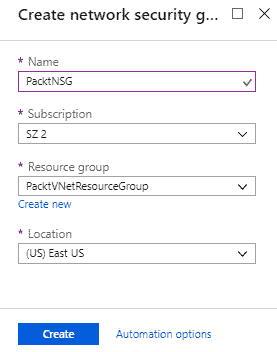 Create network security g...
* Name
PacktNSG
* Subscription
SZ 2
* Resource group
PacktVNetResourceGroup
Create new
* Location
(US) East US
Create
Automation options